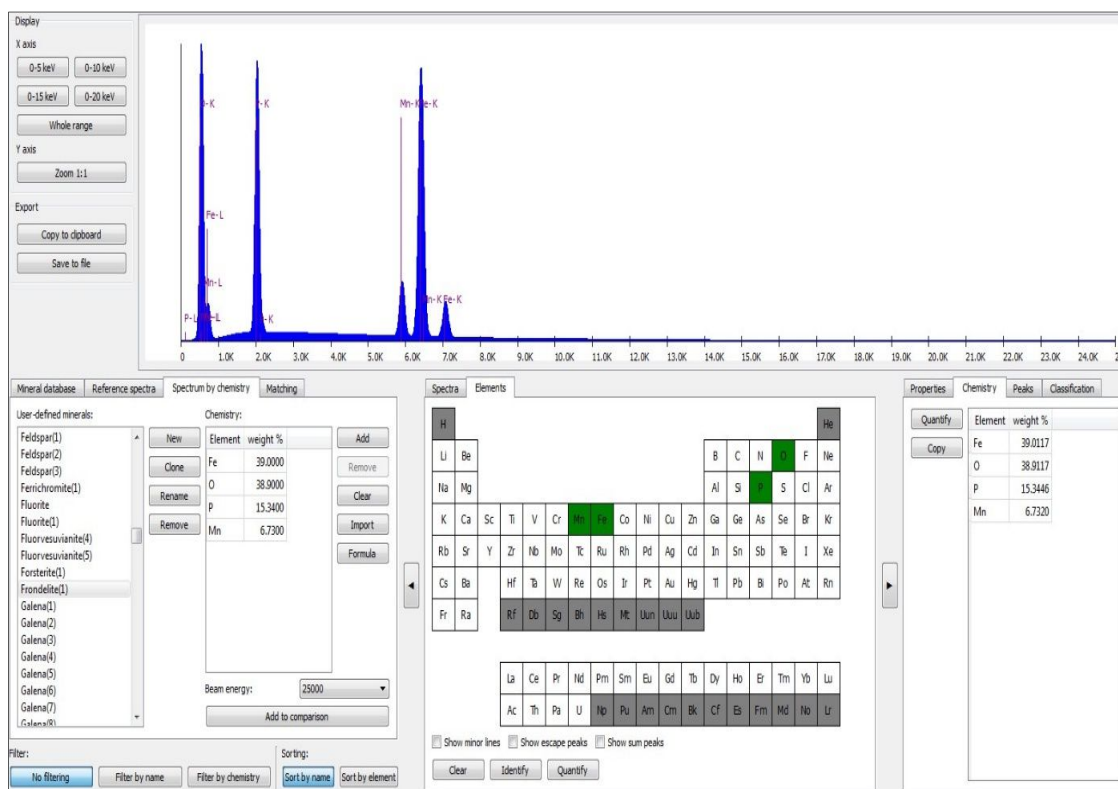 Display
X axis
0-5 keV 0-10 keV
0-15 keV 0-20 keV
Whole range
Y axis
Zoom 1:1
Export
Copy to clipboard
Save to file
Mn-K
Fe-L
Mn-L
P-L
Fe-K
0 1.0K 2.0K 3.0K 4.0K 5.0K 6.0K 7.0K 8.0K 9.0K 10.0K 11.0K 12.0K 13.0K 14.0K 15.0K 16.0K 17.0K 18.0K 19.0K 20.0K 21.0K 22.0K 23.0K 24.0K
Mineral database Reference spectra Spectrum by chemistry Matching
User-defined minerals:
Feldspar(1)
Feldspar(2)
Feldspar(3)
Ferrichromite(1)
Fluorite
Fluorite(1)
Fluorvesuvianite(4)
Fluorvesuvianite(5)
Forsterite(1)
Frondelite(1)
Galena(1)
Galena(2)
Galena(3)
Galena(4)
Galena(5)
Galena(6)
Galena(7)
Galena(8)
New
Clone
Rename
Remove
Chemistry:
Element weight %
Fe 39.0000
O 38.9000
P 15.3400
Mn 6.7300
Add
Remove
Clear
Import
Formula
Beam energy: 25000
Add to comparison
Filter:
No filtering Filter by name Filter by chemistry
Sorting:
Sort by name Sort by element
Spectra Elements
H He
Li Be B C N O F Ne
Na Mg Al Si P S Cl Ar
K Ca Sc Ti V Cr Mn Fe Co Ni Cu Zn Ga Ge As Se Br Kr
Rb Sr Y Zr Nb Mo Tc Ru Rh Pd Ag Cd In Sn Sb Te I Xe
Cs Ba Hf Ta W Re Os Ir Pt Au Hg Tl Pb Bi Po At Rn
Fr Ra Rf Db Sg Bh Hs Mt Uun Uuu Uub
La Ce Pr Nd Pm Sm Eu Gd Tb Dy Ho Er Tm Yb Lu
Ac Th Pa U Np Pu Am Cm Bk Cf Es Fm Md No Lr
Show minor lines Show escape peaks Show sum peaks
Clear Identify Quantify
Properties Chemistry Peaks Classification
Quantify
Copy
Element weight %
Fe 39.0117
O 38.9117
P 15.3446
Mn 6.7320